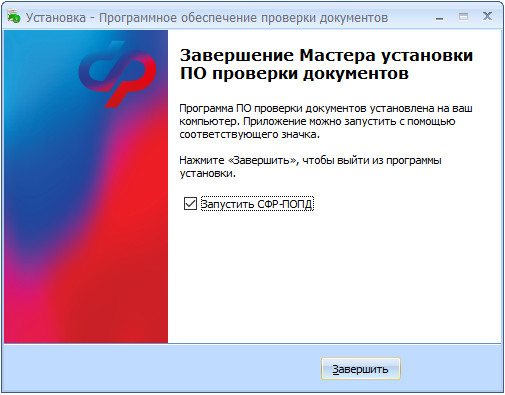 Установка - Программное обеспечение проверки документов
Завершение Мастера установки
ПО проверки документов
Программа ПО проверки документов установлена на ваш
компьютер. Приложение можно запустить с помощью
соответствующего значка.
Нажмите «Завершить», чтобы выйти из программы
установки.
Запустить СФР-ПОПД
Завершить